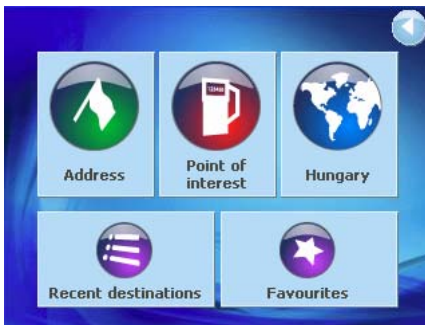 Address
Point of
interest
Hungary
Recent destinations
Favourites